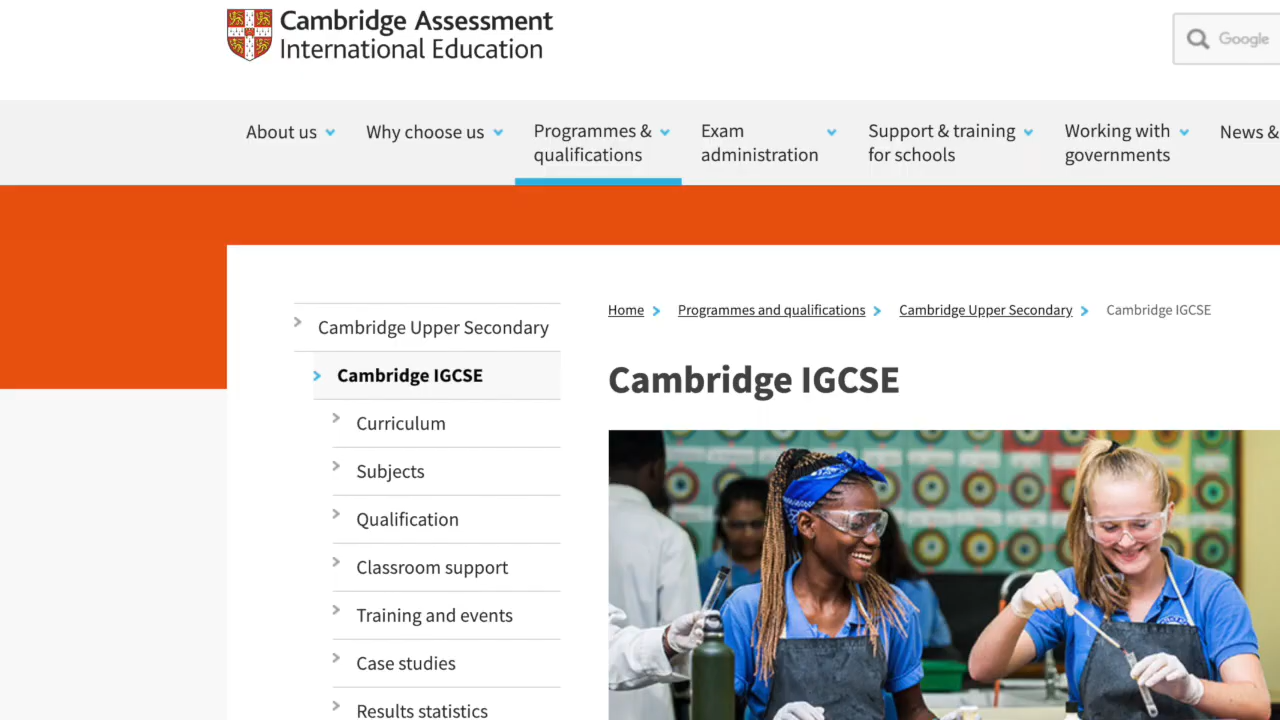 Cambridge Assessment
International Education
Google
About us
Why choose us
Programmes &
qualifications
Exam
administration
Support & training
for schools
Working with
governments
News &
Home
Programmes and qualifications
Cambridge Upper Secondary
Cambridge IGCSE
Cambridge Upper Secondary
Cambridge IGCSE
Curriculum
Subjects
Qualification
Classroom support
Training and events
Case studies
Results statistics
Cambridge IGCSE